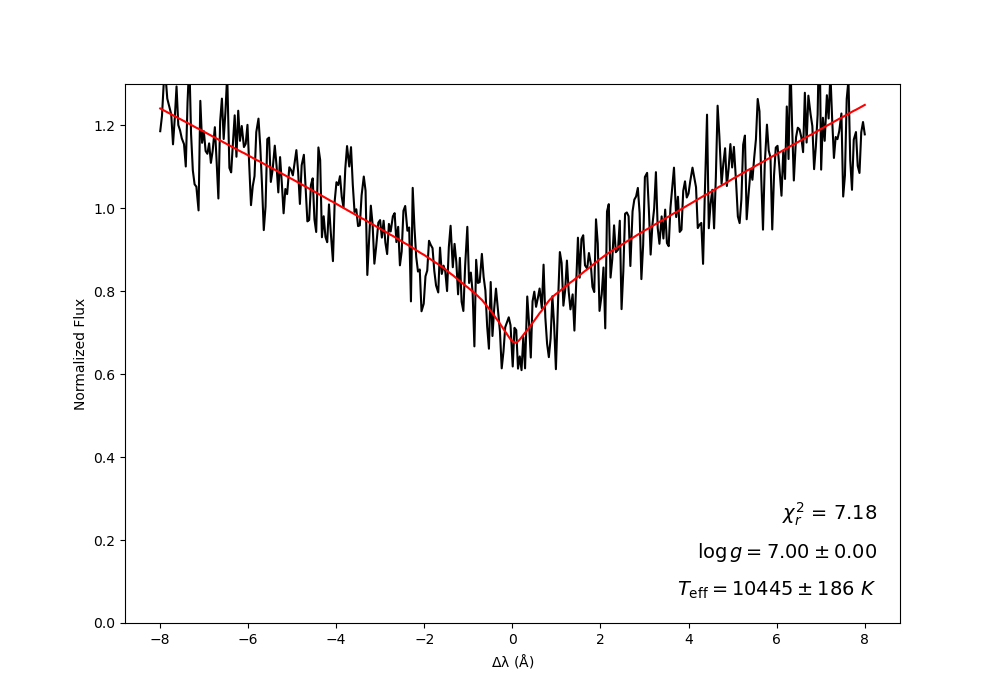 1.2
1.0
0.8
0.6
0.4
0.2
0.0
Normalized Flux
χ²ᵣ = 7.18
log g = 7.00 ± 0.00
T_eff = 10445 ± 186 K
−8 −6 −4 −2 0 2 4 6 8
Δλ (Å)